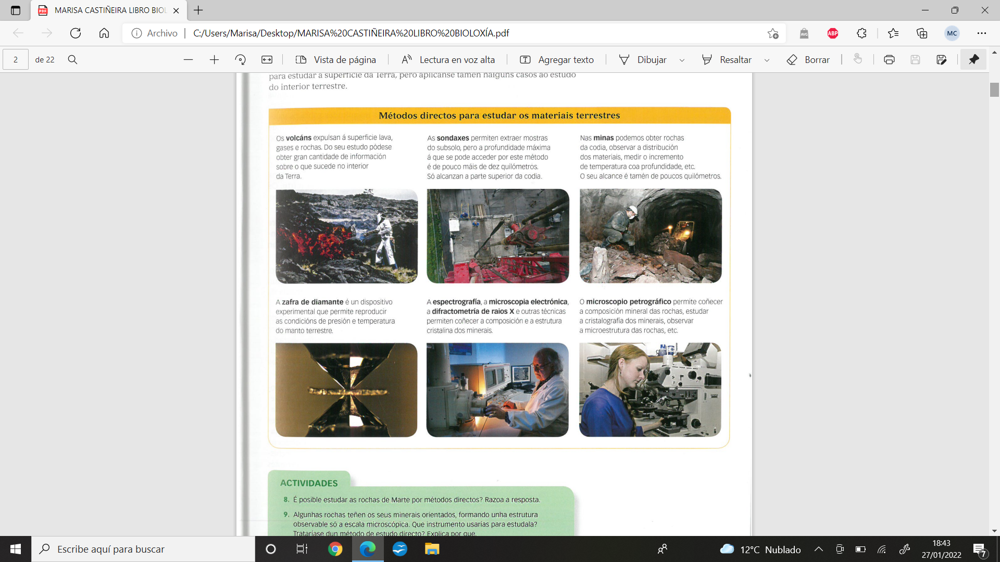 MARISA CASTIÑEIRA LIBRO BIOL
Archivo
C:/Users/Marisa/Desktop/MARISA%20CASTIÑEIRA%20LIBRO%20BIOLOXÍA.pdf
AVG
ABP
MC
2
de 22
Vista de página
Lectura en voz alta
Agregar texto
Dibujar
Resaltar
Borrar
para estudar a superficie da Terra, pero aplícanse tamén nalgúns casos ao estudo
do interior terrestre.
Métodos directos para estudar os materiais terrestres
Os volcáns expulsan á superficie lava,
gases e rochas. Do seu estudo pódese
obter gran cantidade de información
sobre o que sucede no interior
da Terra.
As sondaxes permiten extraer mostras
do subsolo, pero a profundidade máxima
á que se pode acceder por este método
é de pouco máis de dez quilómetros.
Só alcanzan a parte superior da codia.
Nas minas podemos obter rochas
da codia, observar a distribución
dos materiais, medir o incremento
de temperatura coa profundidade, etc.
O seu alcance é tamén de poucos quilómetros.
A zafra de diamante é un dispositivo
experimental que permite reproducir
as condicións de presión e temperatura
do manto terrestre.
A espectrografía, a microscopia electrónica,
a difractometría de raios X e outras técnicas
permiten coñecer a composición e a estrutura
cristalina dos minerais.
O microscopio petrográfico permite coñecer
a composición mineral das rochas, estudar
a cristalografía dos minerais, observar
a microestrutura das rochas, etc.
ACTIVIDADES
8. É posible estudar as rochas de Marte por métodos directos? Razoa a resposta.
9. Algunhas rochas teñen os seus minerais orientados, formando unha estrutura
observable só a escala microscópica. Que instrumento usarías para estudala?
Trataríase dun método de estudo directo? Explica por que.
Escribe aquí para buscar
12°C Nublado
18:43
27/01/2022
7